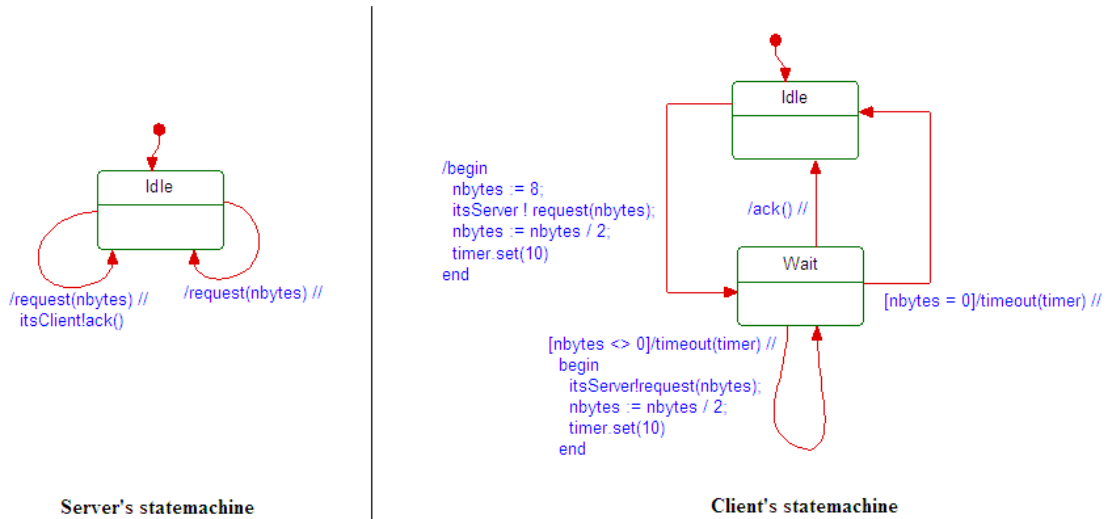 Idle
/request(nbytes) //
itsClient!ack()
/request(nbytes) //
Server's statemachine
Idle
/begin
nbytes := 8;
itsServer ! request(nbytes);
nbytes := nbytes / 2;
timer.set(10)
end
/ack() //
Wait
[nbytes = 0]/timeout(timer) //
[nbytes <> 0]/timeout(timer) //
begin
itsServer!request(nbytes);
nbytes := nbytes / 2;
timer.set(10)
end
Client's statemachine